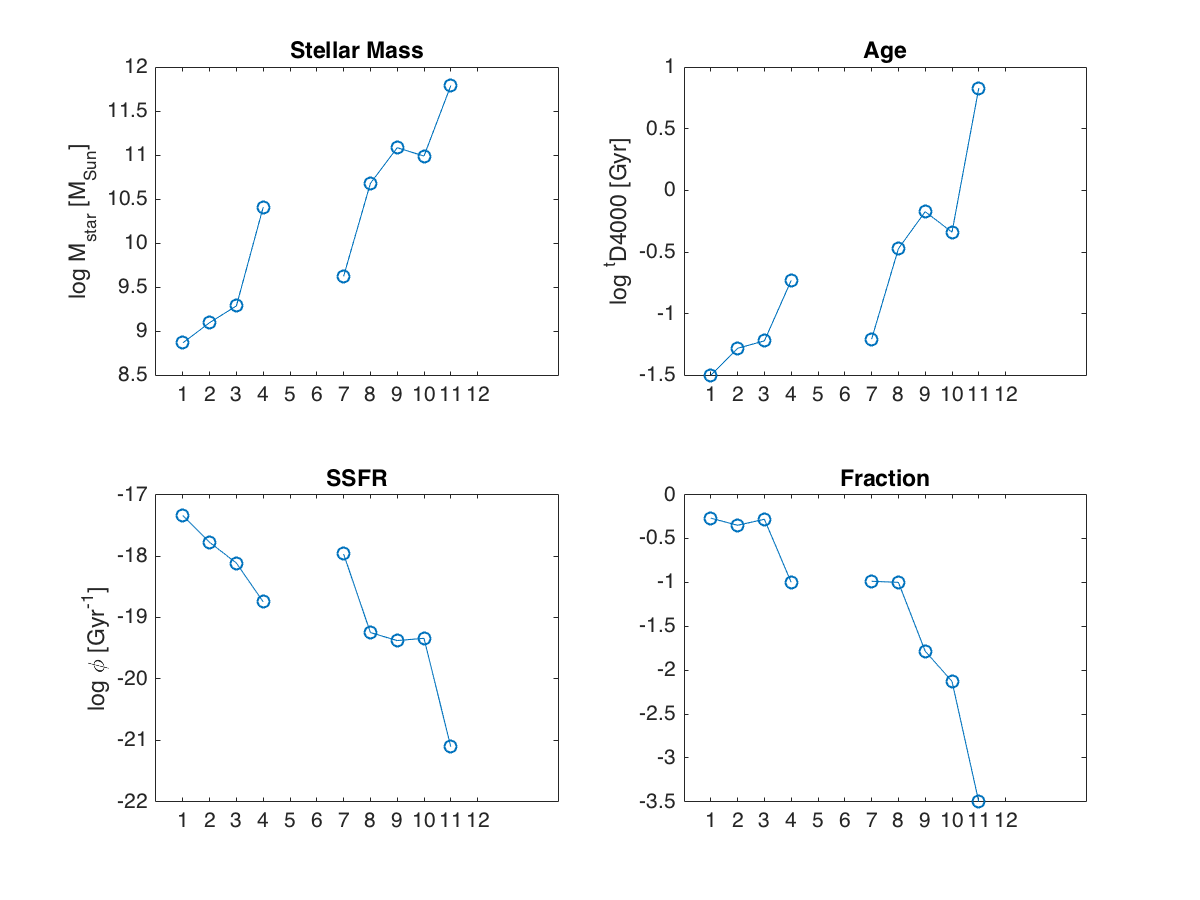 Stellar Mass
log M_star [M_Sun]
12
11.5
11
10.5
10
9.5
9
8.5
1 2 3 4 5 6 7 8 9 10 11 12
Age
log ^tD4000 [Gyr]
1
0.5
0
-0.5
-1
-1.5
1 2 3 4 5 6 7 8 9 10 11 12
SSFR
log ϕ [Gyr^-1]
-17
-18
-19
-20
-21
-22
1 2 3 4 5 6 7 8 9 10 11 12
Fraction
0
-0.5
-1
-1.5
-2
-2.5
-3
-3.5
1 2 3 4 5 6 7 8 9 10 11 12